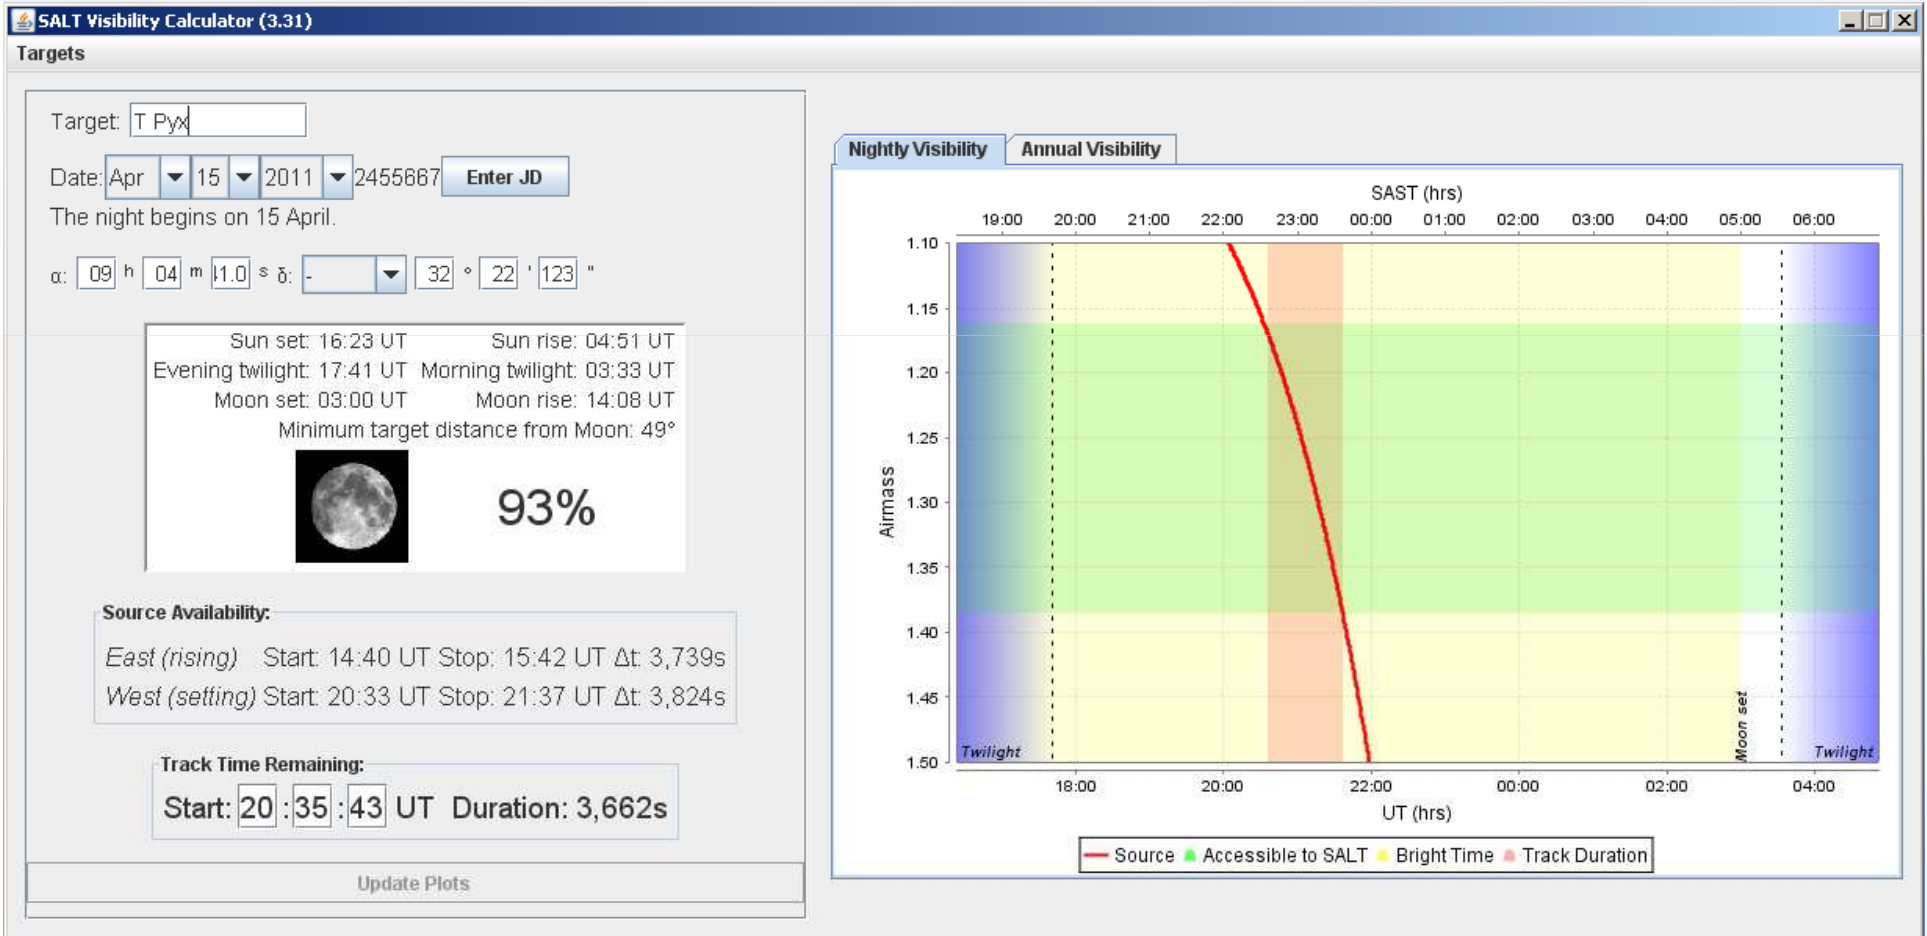 SALT Visibility Calculator (3.31)
Targets
Target: T Pyx
Date: Apr 15 2011 2455667 Enter JD
The night begins on 15 April.
α: 09 h 04 m 41.0 s δ: - 32 ° 22 ' 123 "
Sun set: 16:23 UT Sun rise: 04:51 UT
Evening twilight: 17:41 UT Morning twilight: 03:33 UT
Moon set: 03:00 UT Moon rise: 14:08 UT
Minimum target distance from Moon: 49°
93%
Source Availability:
East (rising) Start: 14:40 UT Stop: 15:42 UT Δt: 3,739s
West (setting) Start: 20:33 UT Stop: 21:37 UT Δt: 3,824s
Track Time Remaining:
Start: 20 : 35 : 43 UT Duration: 3,662s
Update Plots
Nightly Visibility Annual Visibility
SAST (hrs)
19:00 20:00 21:00 22:00 23:00 00:00 01:00 02:00 03:00 04:00 05:00 06:00
Airmass
1.10
1.15
1.20
1.25
1.30
1.35
1.40
1.45
1.50
Twilight
Moon set
Twilight
18:00 20:00 22:00 00:00 02:00 04:00
UT (hrs)
Source Accessible to SALT Bright Time Track Duration